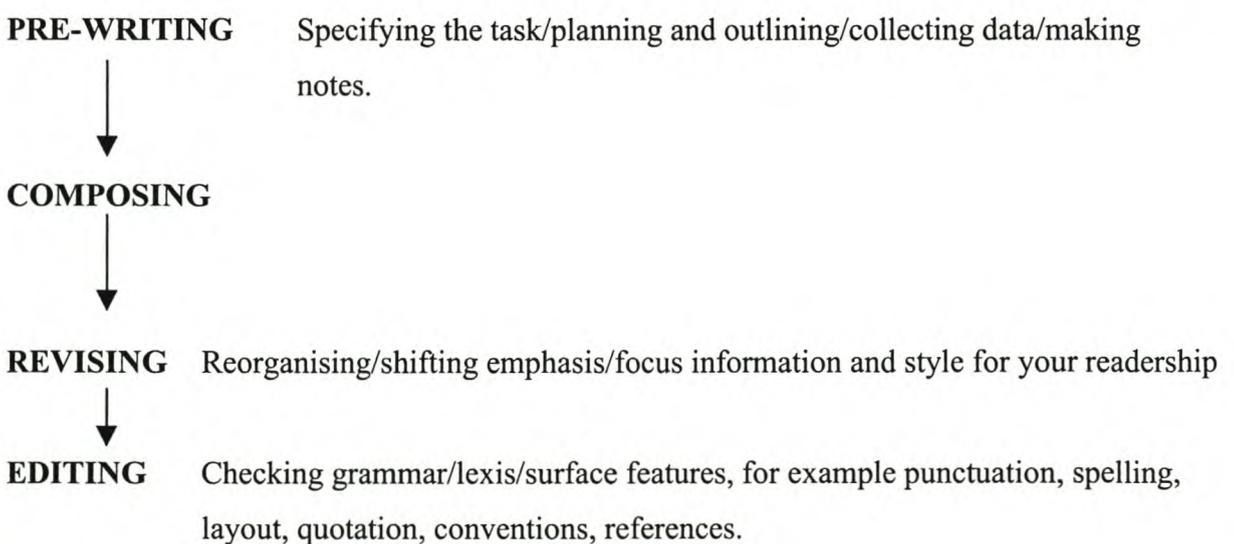 PRE-WRITING Specifying the task/planning and outlining/collecting data/making
notes.
COMPOSING
REVISING Reorganising/shifting emphasis/focus information and style for your readership
EDITING Checking grammar/lexis/surface features, for example punctuation, spelling,
layout, quotation, conventions, references.